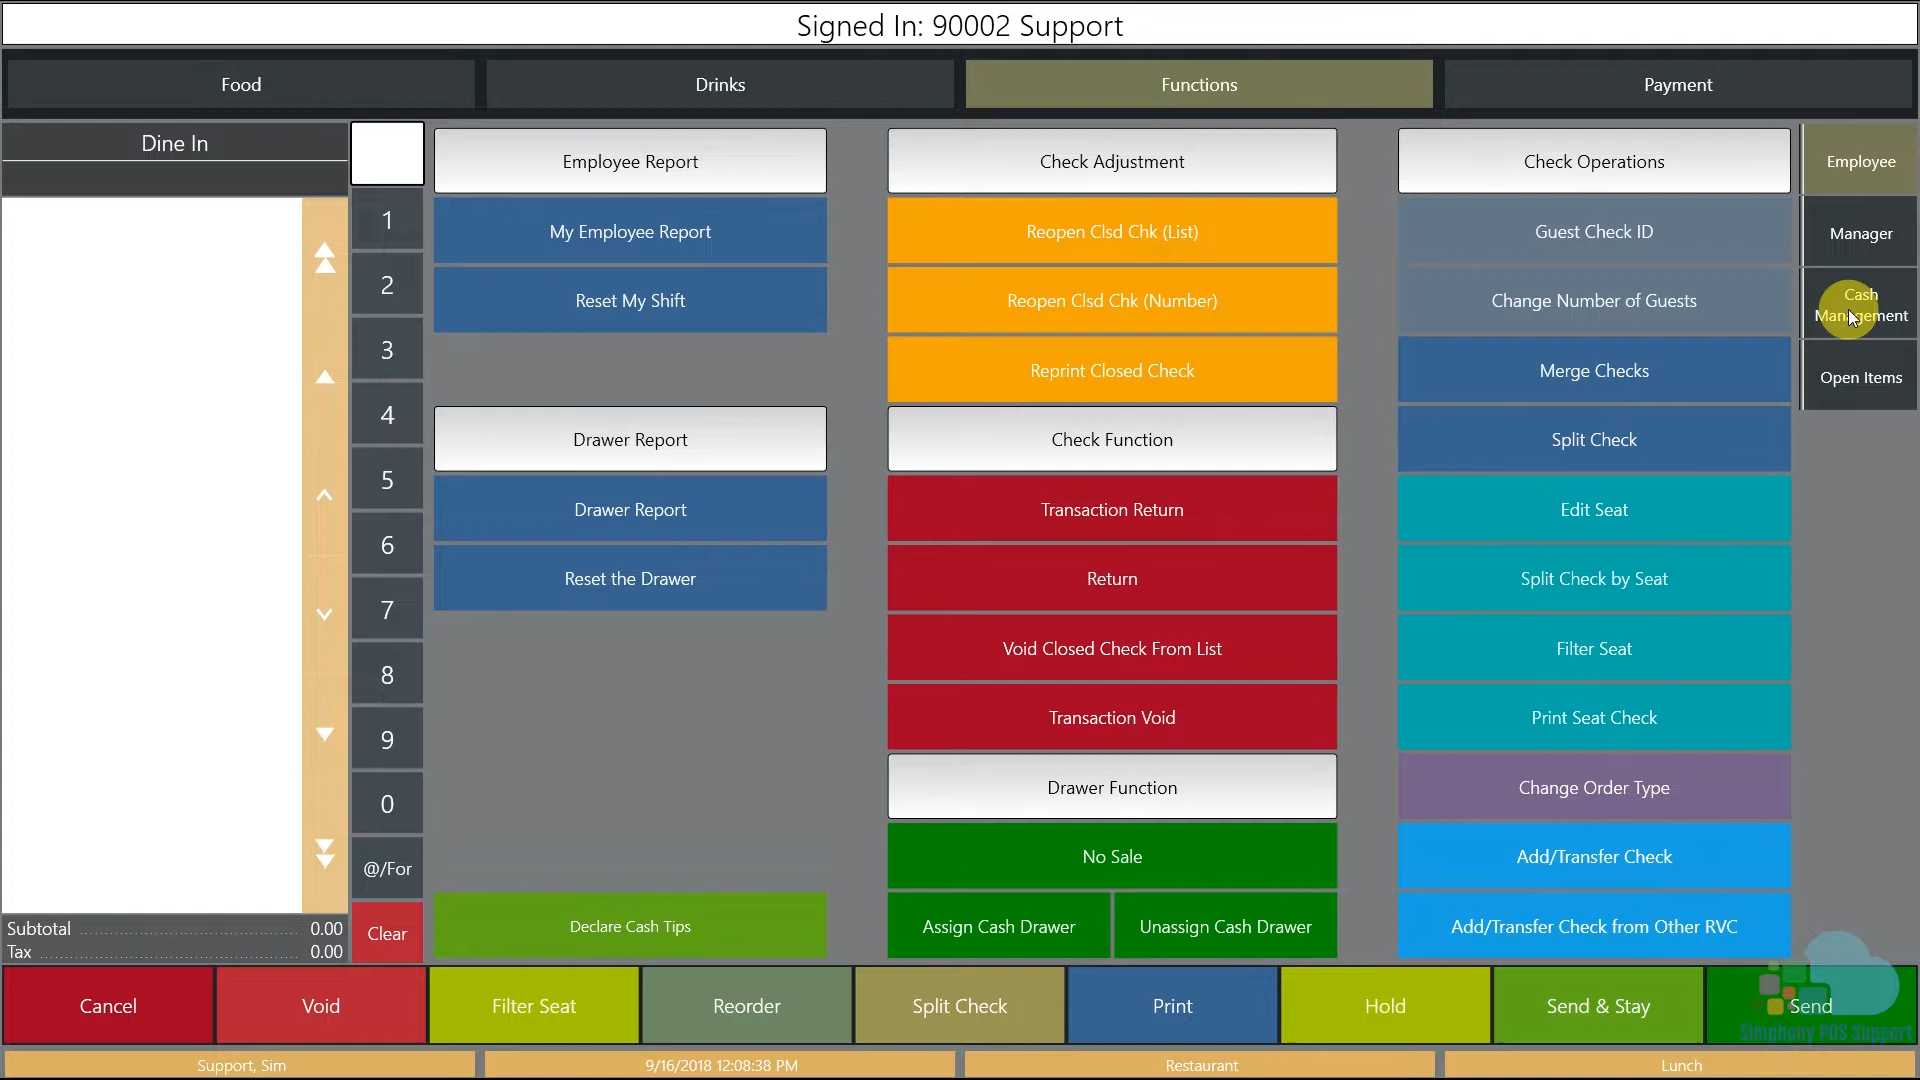 Signed In: 90002 Support
Food
Drinks
Functions
Payment
Dine In
1
2
3
4
5
6
7
8
9
0
@/For
Clear
Subtotal 0.00
Tax 0.00
Employee Report
My Employee Report
Reset My Shift
Drawer Report
Drawer Report
Reset the Drawer
Declare Cash Tips
Check Adjustment
Reopen Clsd Chk (List)
Reopen Clsd Chk (Number)
Reprint Closed Check
Check Function
Transaction Return
Return
Void Closed Check From List
Transaction Void
Drawer Function
No Sale
Assign Cash Drawer
Unassign Cash Drawer
Check Operations
Guest Check ID
Change Number of Guests
Merge Checks
Split Check
Edit Seat
Split Check by Seat
Filter Seat
Print Seat Check
Change Order Type
Add/Transfer Check
Add/Transfer Check from Other RVC
Employee
Manager
Cash
Management
Open Items
Cancel
Void
Filter Seat
Reorder
Split Check
Print
Hold
Send & Stay
Send
Simphony POS Support
Support, Sim
9/16/2018 12:08:38 PM
Restaurant
Lunch